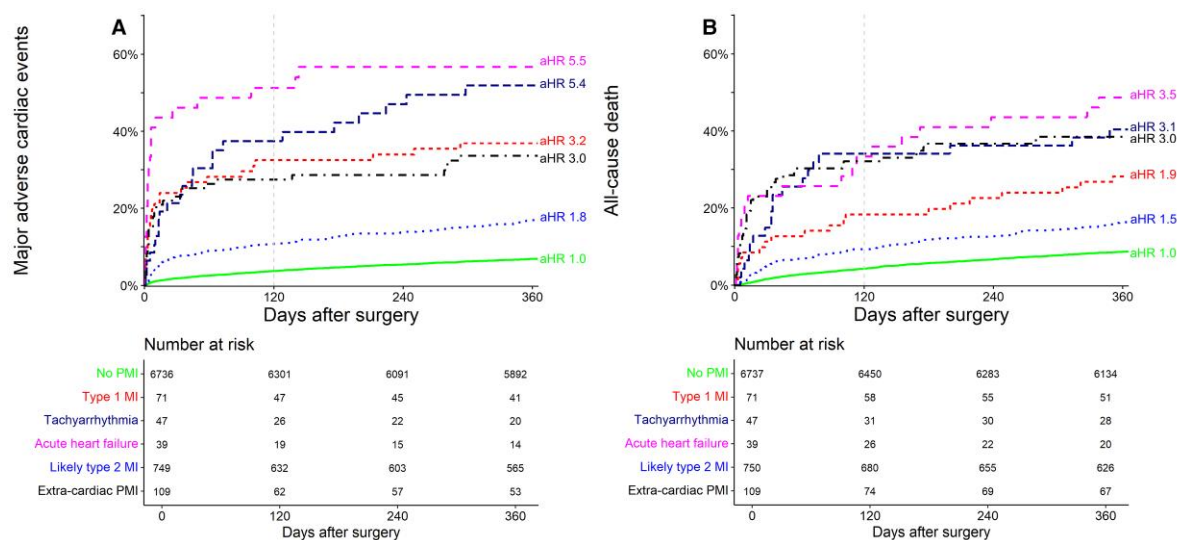 A
Major adverse cardiac events
60%
40%
20%
0%
aHR 5.5
aHR 5.4
aHR 3.2
aHR 3.0
aHR 1.8
aHR 1.0
0 120 240 360
Days after surgery
Number at risk
No PMI 6736 6301 6091 5892
Type 1 MI 71 47 45 41
Tachyarrhythmia 47 26 22 20
Acute heart failure 39 19 15 14
Likely type 2 MI 749 632 603 565
Extra-cardiac PMI 109 62 57 53
0 120 240 360
Days after surgery
B
All-cause death
60%
40%
20%
0%
aHR 3.5
aHR 3.1
aHR 3.0
aHR 1.9
aHR 1.5
aHR 1.0
0 120 240 360
Days after surgery
Number at risk
No PMI 6737 6450 6283 6134
Type 1 MI 71 58 55 51
Tachyarrhythmia 47 31 30 28
Acute heart failure 39 26 22 20
Likely type 2 MI 750 680 655 626
Extra-cardiac PMI 109 74 69 67
0 120 240 360
Days after surgery